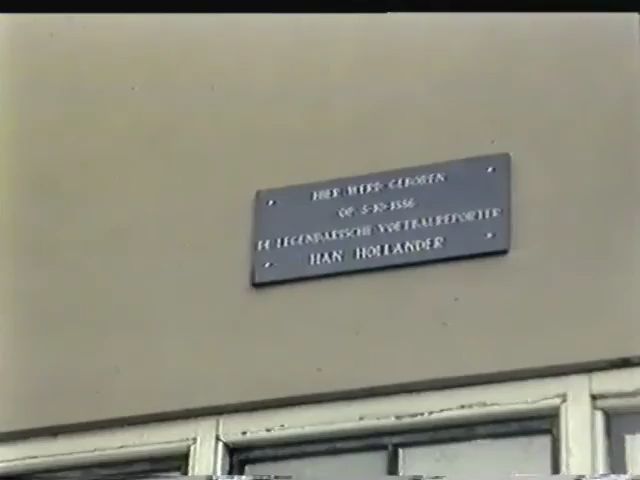 HIER WERD GEBOREN
OP 5-10-1886
DE LEGENDARISCHE VOETBALREPORTER
HAN HOLLANDER